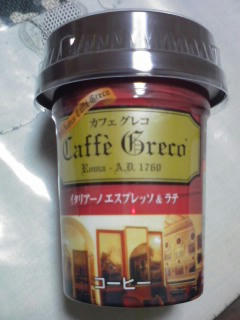 カフェ グレコ
Caffè Greco
Roma - A.D. 1760
イタリアーノ エスプレッソ & ラテ
コーヒー